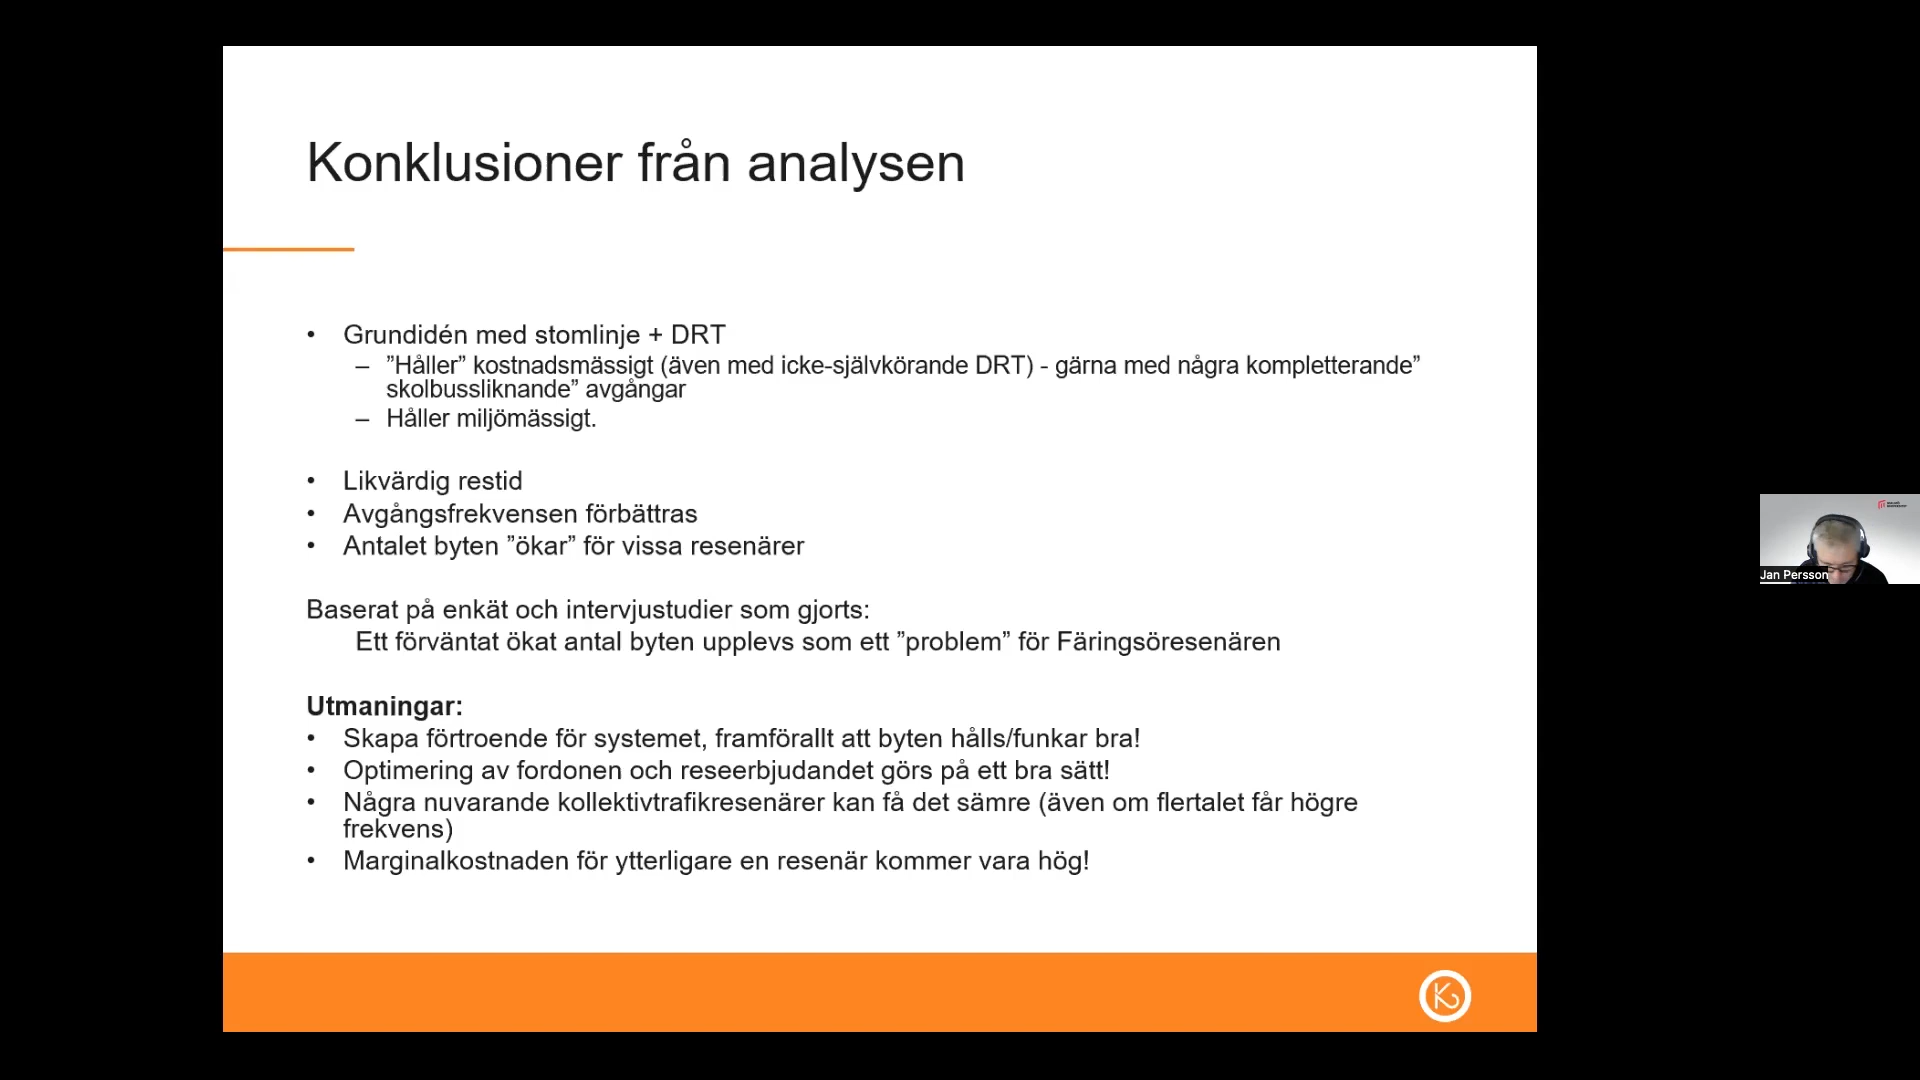 Konklusioner från analysen
• Grundidén med stomlinje + DRT
– ”Håller” kostnadsmässigt (även med icke-självkörande DRT) - gärna med några kompletterande”
skolbussliknande” avgångar
– Håller miljömässigt.
• Likvärdig restid
• Avgångsfrekvensen förbättras
• Antalet byten ”ökar” för vissa resenärer
Baserat på enkät och intervjustudier som gjorts:
Ett förväntat ökat antal byten upplevs som ett ”problem” för Färingsöresenären
Utmaningar:
• Skapa förtroende för systemet, framförallt att byten hålls/funkar bra!
• Optimering av fordonen och reseerbjudandet görs på ett bra sätt!
• Några nuvarande kollektivtrafikresenärer kan få det sämre (även om flertalet får högre
frekvens)
• Marginalkostnaden för ytterligare en resenär kommer vara hög!
Jan Persson